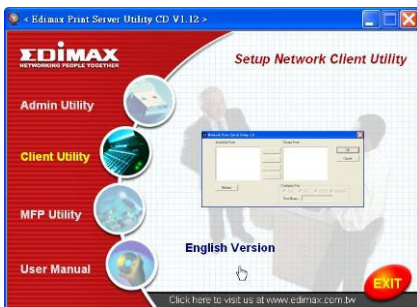 < Edimax Print Server Utility CD V1.12 >
EDIMAX
NETWORKING PEOPLE TOGETHER
Setup Network Client Utility
Admin Utility
Client Utility
MFP Utility
User Manual
English Version
EXIT
Click here to visit us at www.edimax.com.tw